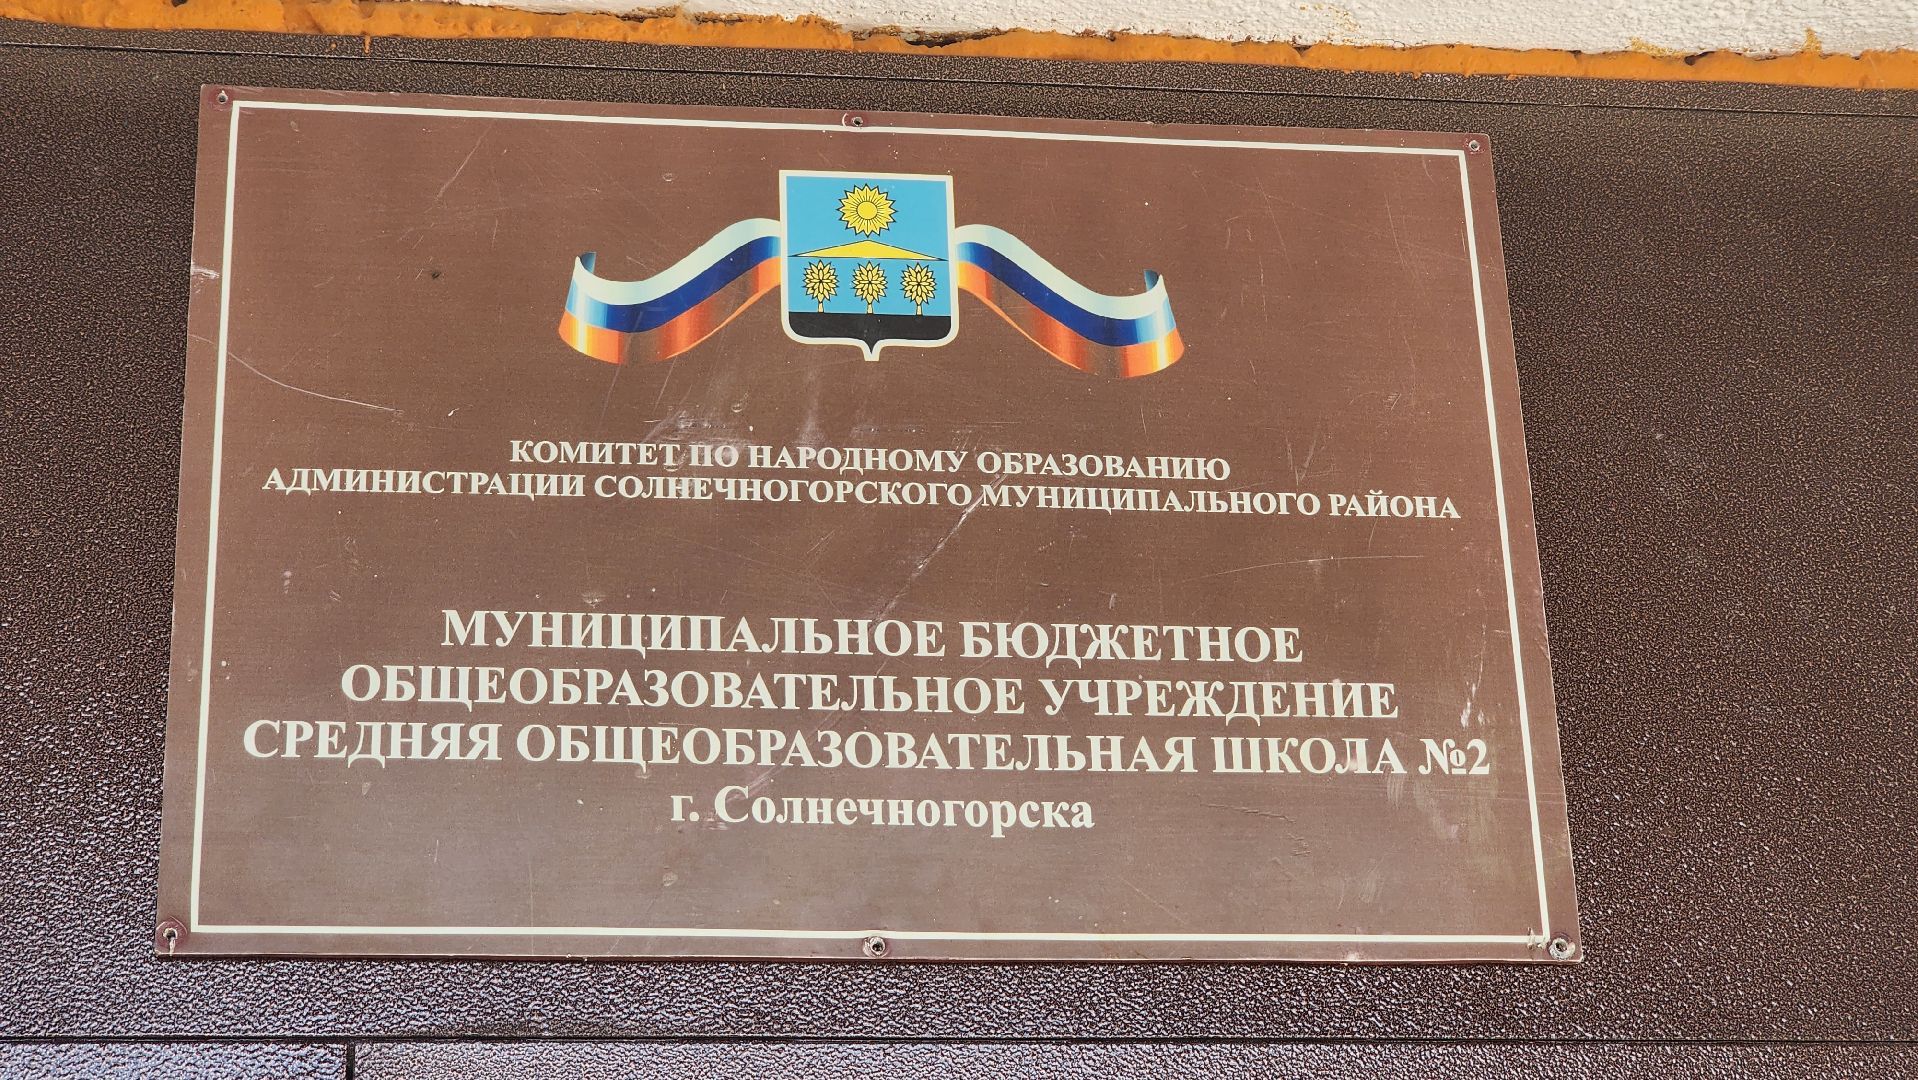 КОМИТЕТ ПО НАРОДНОМУ ОБРАЗОВАНИЮ
АДМИНИСТРАЦИИ СОЛНЕЧНОГОРСКОГО МУНИЦИПАЛЬНОГО РАЙОНА
МУНИЦИПАЛЬНОЕ БЮДЖЕТНОЕ
ОБЩЕОБРАЗОВАТЕЛЬНОЕ УЧРЕЖДЕНИЕ
СРЕДНЯЯ ОБЩЕОБРАЗОВАТЕЛЬНАЯ ШКОЛА №2
г. Солнечногорска